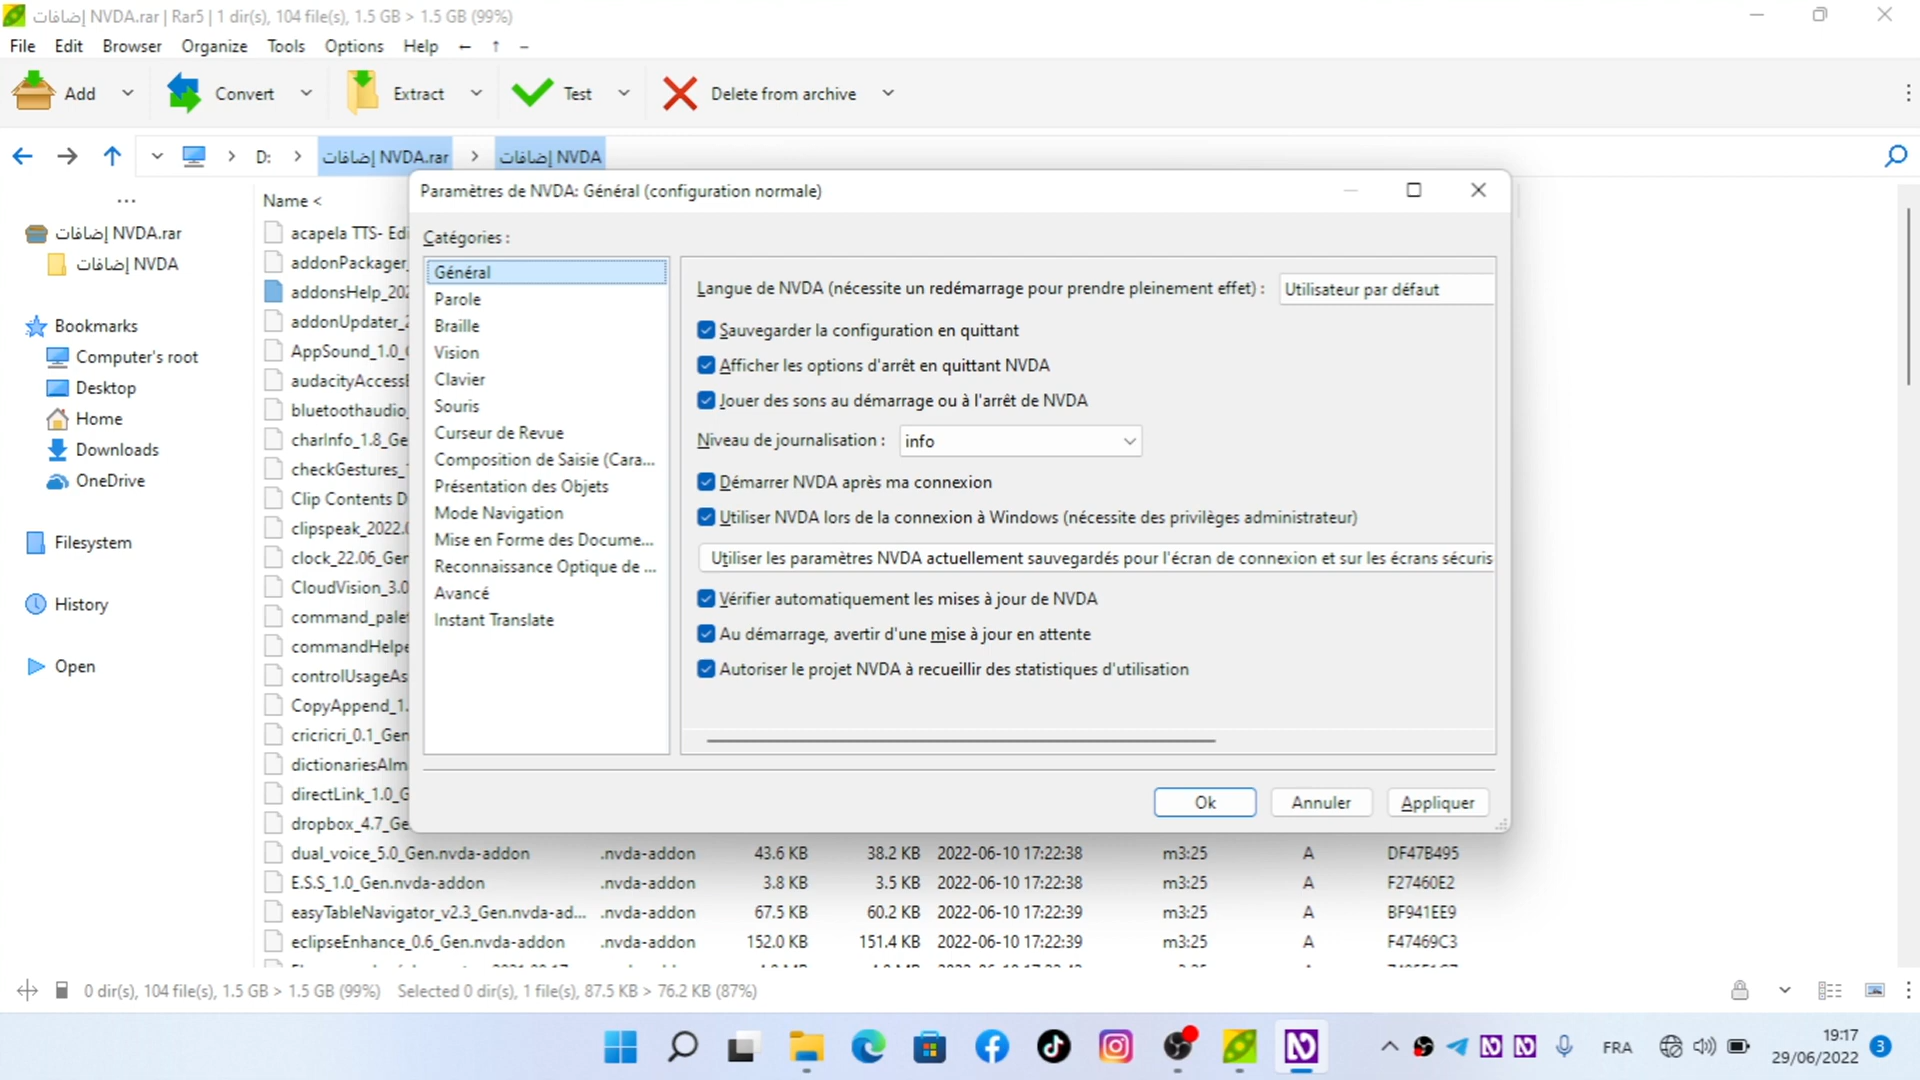 إضافات NVDA.rar | Rar5 | 1 dir(s), 104 file(s), 1.5 GB > 1.5 GB (99%)
File Edit Browser Organize Tools Options Help
Add Convert Extract Test Delete from archive
D: إضافات NVDA.rar إضافات NVDA
...
إضافات NVDA.rar
إضافات NVDA
Bookmarks
Computer's root
Desktop
Home
Downloads
OneDrive
Filesystem
History
Open
Name <
acapela TTS- Edi
addonPackager_
addonsHelp_202
addonUpdater_2
AppSound_1.0_
audacityAccess
bluetoothaudio_
charInfo_1.8_Ge
checkGestures_
Clip Contents D
clipspeak_2022.
clock_22.06_Ger
CloudVision_3.0
command_palet
commandHelpe
controlUsageAs
CopyAppend_1.
cricricri_0.1_Gen
dictionariesAlm
directLink_1.0_G
dropbox_4.7_Ge
dual_voice_5.0_Gen.nvda-addon .nvda-addon 43.6 KB 38.2 KB 2022-06-10 17:22:38 m3:25 A DF47B495
E.S.S_1.0_Gen.nvda-addon .nvda-addon 3.8 KB 3.5 KB 2022-06-10 17:22:38 m3:25 A F27460E2
easyTableNavigator_v2.3_Gen.nvda-ad... .nvda-addon 67.5 KB 60.2 KB 2022-06-10 17:22:39 m3:25 A BF941EE9
eclipseEnhance_0.6_Gen.nvda-addon .nvda-addon 152.0 KB 151.4 KB 2022-06-10 17:22:39 m3:25 A F47469C3
Paramètres de NVDA: Général (configuration normale)
Catégories :
Général
Parole
Braille
Vision
Clavier
Souris
Curseur de Revue
Composition de Saisie (Cara...
Présentation des Objets
Mode Navigation
Mise en Forme des Docume...
Reconnaissance Optique de ...
Avancé
Instant Translate
Langue de NVDA (nécessite un redémarrage pour prendre pleinement effet) : Utilisateur par défaut
Sauvegarder la configuration en quittant
Afficher les options d'arrêt en quittant NVDA
Jouer des sons au démarrage ou à l'arrêt de NVDA
Niveau de journalisation : info
Démarrer NVDA après ma connexion
Utiliser NVDA lors de la connexion à Windows (nécessite des privilèges administrateur)
Utiliser les paramètres NVDA actuellement sauvegardés pour l'écran de connexion et sur les écrans sécuris
Vérifier automatiquement les mises à jour de NVDA
Au démarrage, avertir d'une mise à jour en attente
Autoriser le projet NVDA à recueillir des statistiques d'utilisation
Ok Annuler Appliquer
0 dir(s), 104 file(s), 1.5 GB > 1.5 GB (99%) Selected 0 dir(s), 1 file(s), 87.5 KB > 76.2 KB (87%)
FRA 19:17
29/06/2022 3